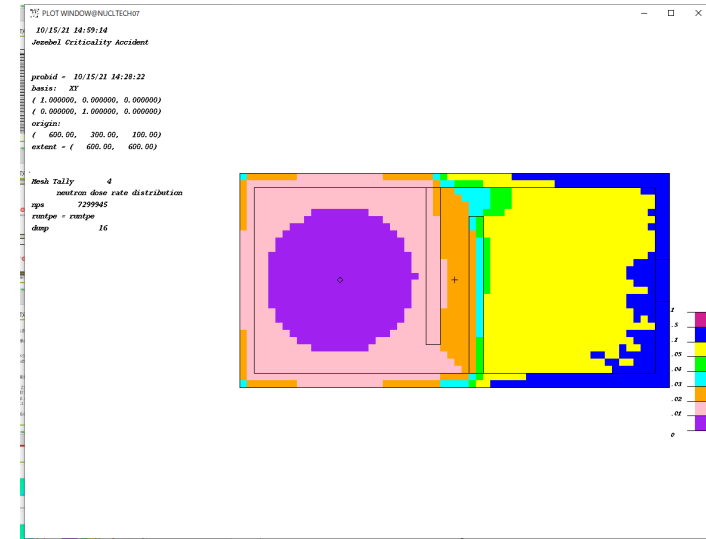 PLOT WINDOW@NUCLTECH07
10/15/21 14:59:14
Jezebel Criticality Accident
probid = 10/15/21 14:28:22
basis: XY
( 1.000000, 0.000000, 0.000000)
( 0.000000, 1.000000, 0.000000)
origin:
( 600.00, 300.00, 100.00)
extent = ( 600.00, 600.00)
Mesh Tally 4
neutron dose rate distribution
nps 7299945
runtpe = runtpe
dump 16
1
.5
.1
.05
.04
.03
.02
.01
0